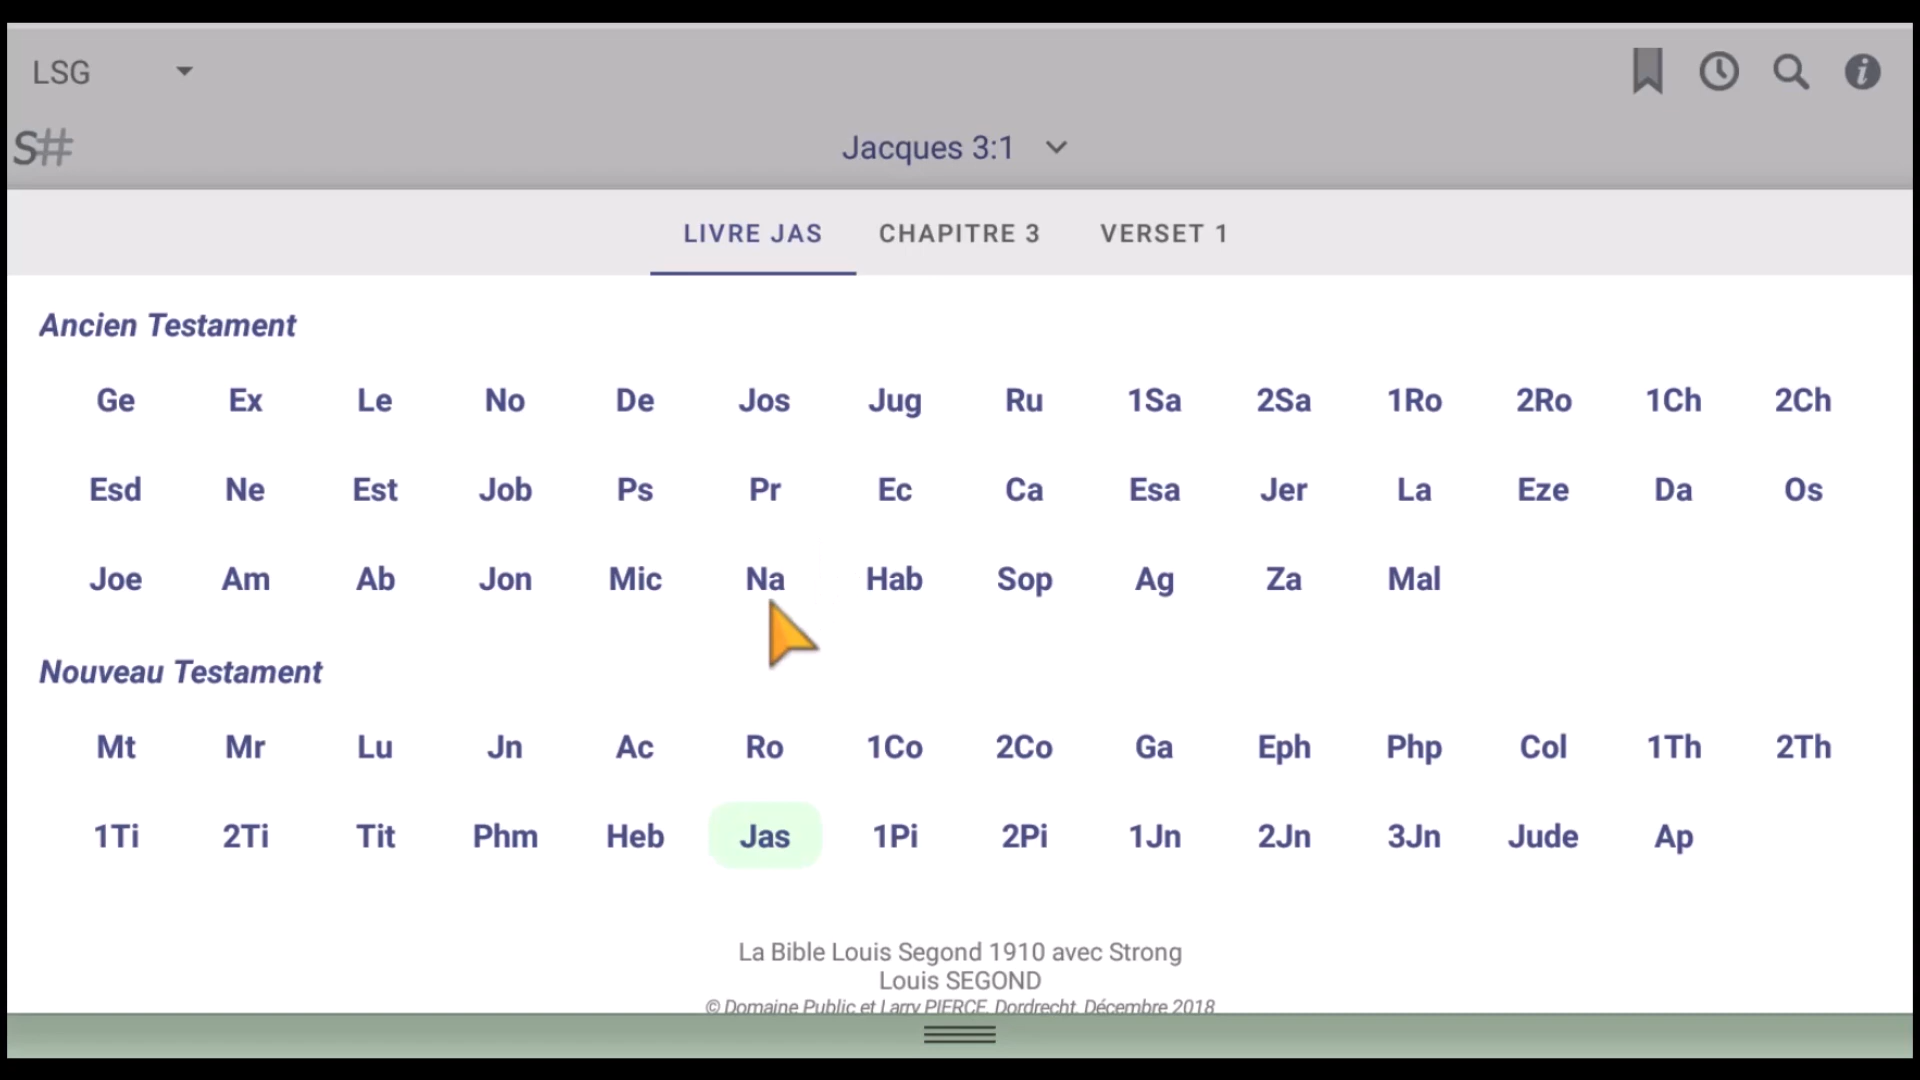 LSG
S#
Jacques 3:1
LIVRE JAS CHAPITRE 3 VERSET 1
Ancien Testament
Ge Ex Le No De Jos Jug Ru 1Sa 2Sa 1Ro 2Ro 1Ch 2Ch
Esd Ne Est Job Ps Pr Ec Ca Esa Jer La Eze Da Os
Joe Am Ab Jon Mic Na Hab Sop Ag Za Mal
Nouveau Testament
Mt Mr Lu Jn Ac Ro 1Co 2Co Ga Eph Php Col 1Th 2Th
1Ti 2Ti Tit Phm Heb Jas 1Pi 2Pi 1Jn 2Jn 3Jn Jude Ap
La Bible Louis Segond 1910 avec Strong
Louis SEGOND
© Domaine Public et Larry PIERCE, Dordrecht, Décembre 2018